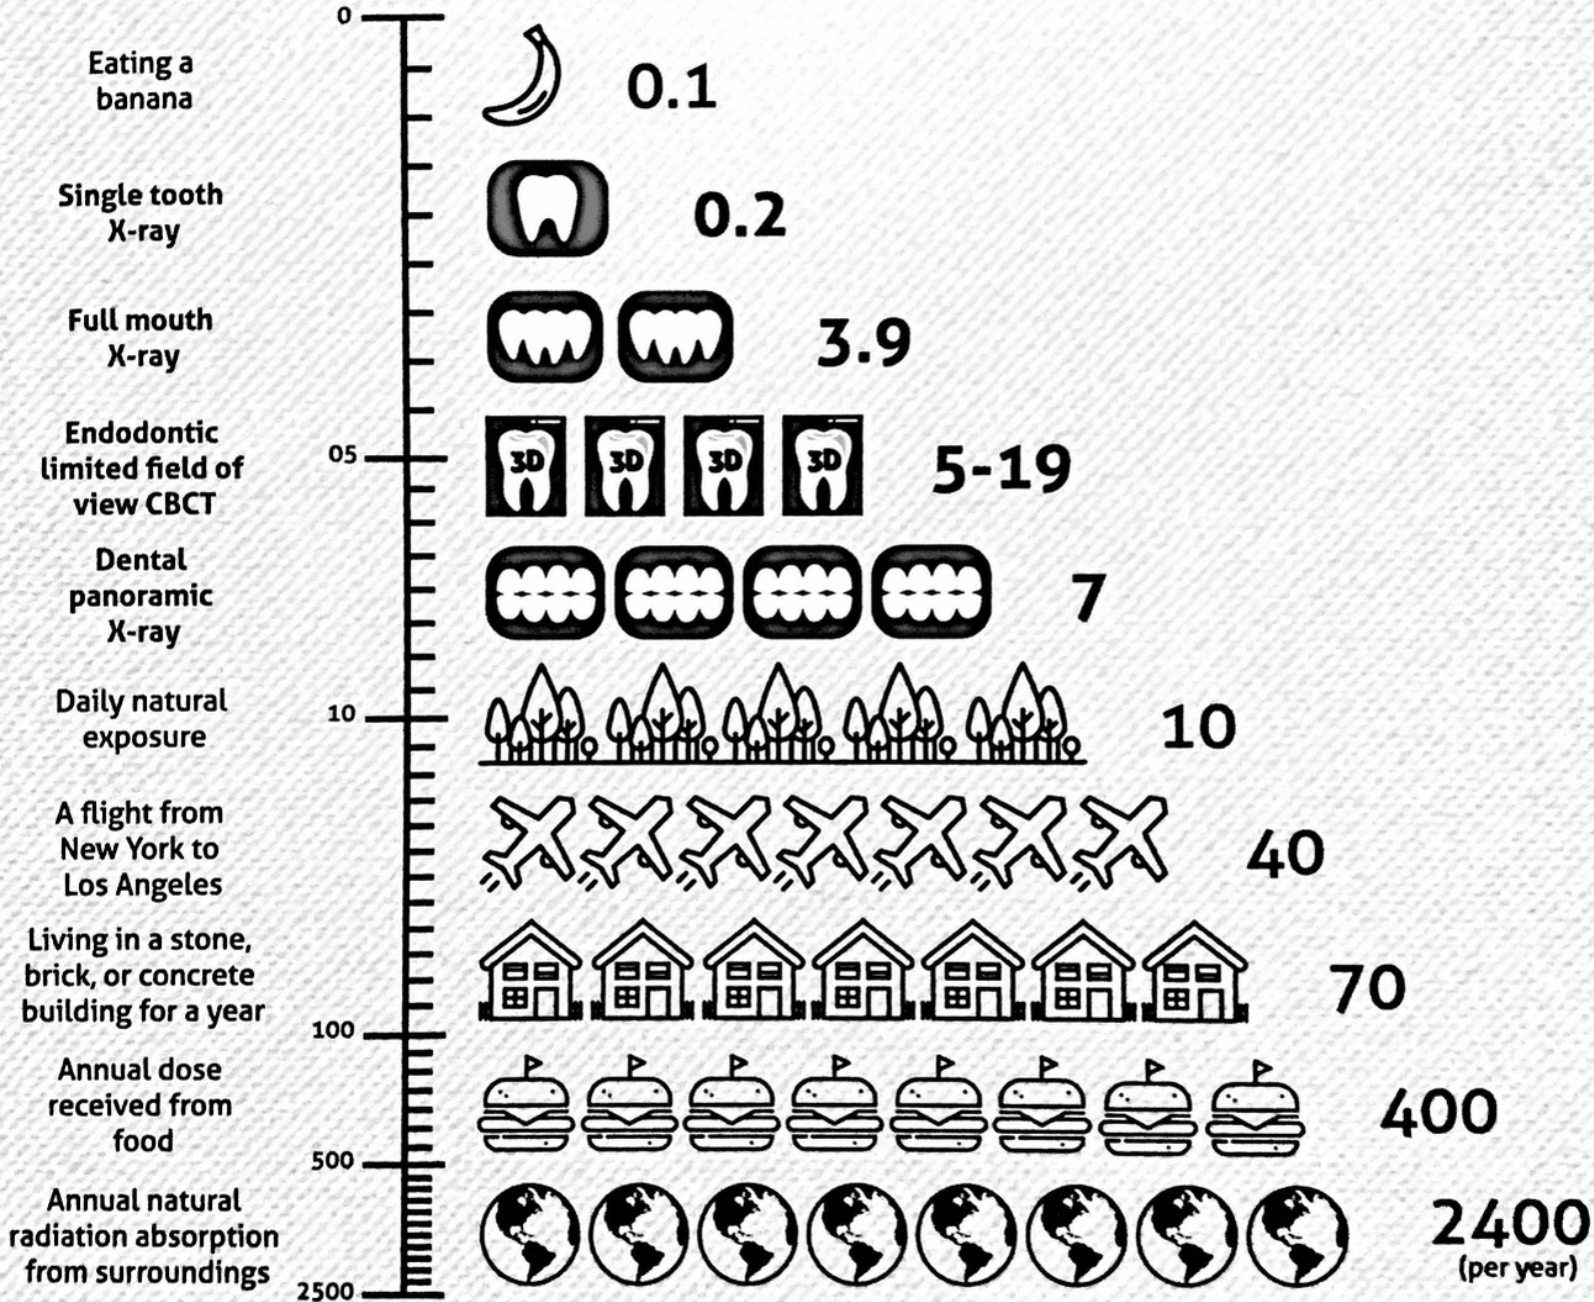 0
Eating a
banana
0.1
Single tooth
X-ray
0.2
Full mouth
X-ray
3.9
Endodontic
limited field of
view CBCT
05
3D 3D 3D 3D
5-19
Dental
panoramic
X-ray
7
Daily natural
exposure
10
10
A flight from
New York to
Los Angeles
40
Living in a stone,
brick, or concrete
building for a year
70
100
Annual dose
received from
food
400
500
Annual natural
radiation absorption
from surroundings
2400
(per year)
2500